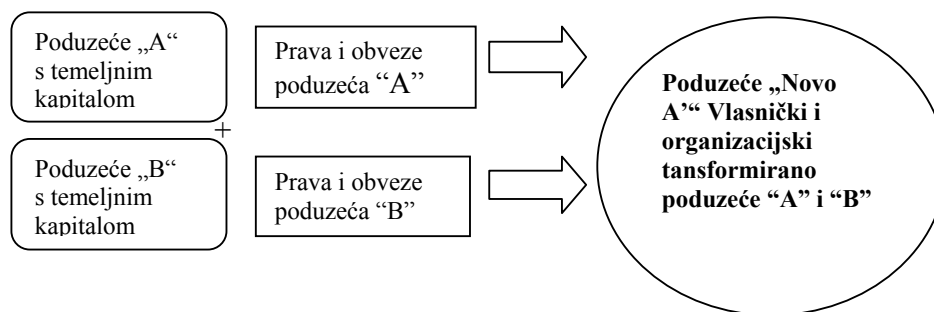 Poduzeće „A“
s temeljnim
kapitalom
Prava i obveze
poduzeća “A”
+
Poduzeće „B“
s temeljnim
kapitalom
Prava i obveze
poduzeća “B”
Poduzeće „Novo
A’“ Vlasnički i
organizacijski
tansformirano
poduzeće “A” i “B”